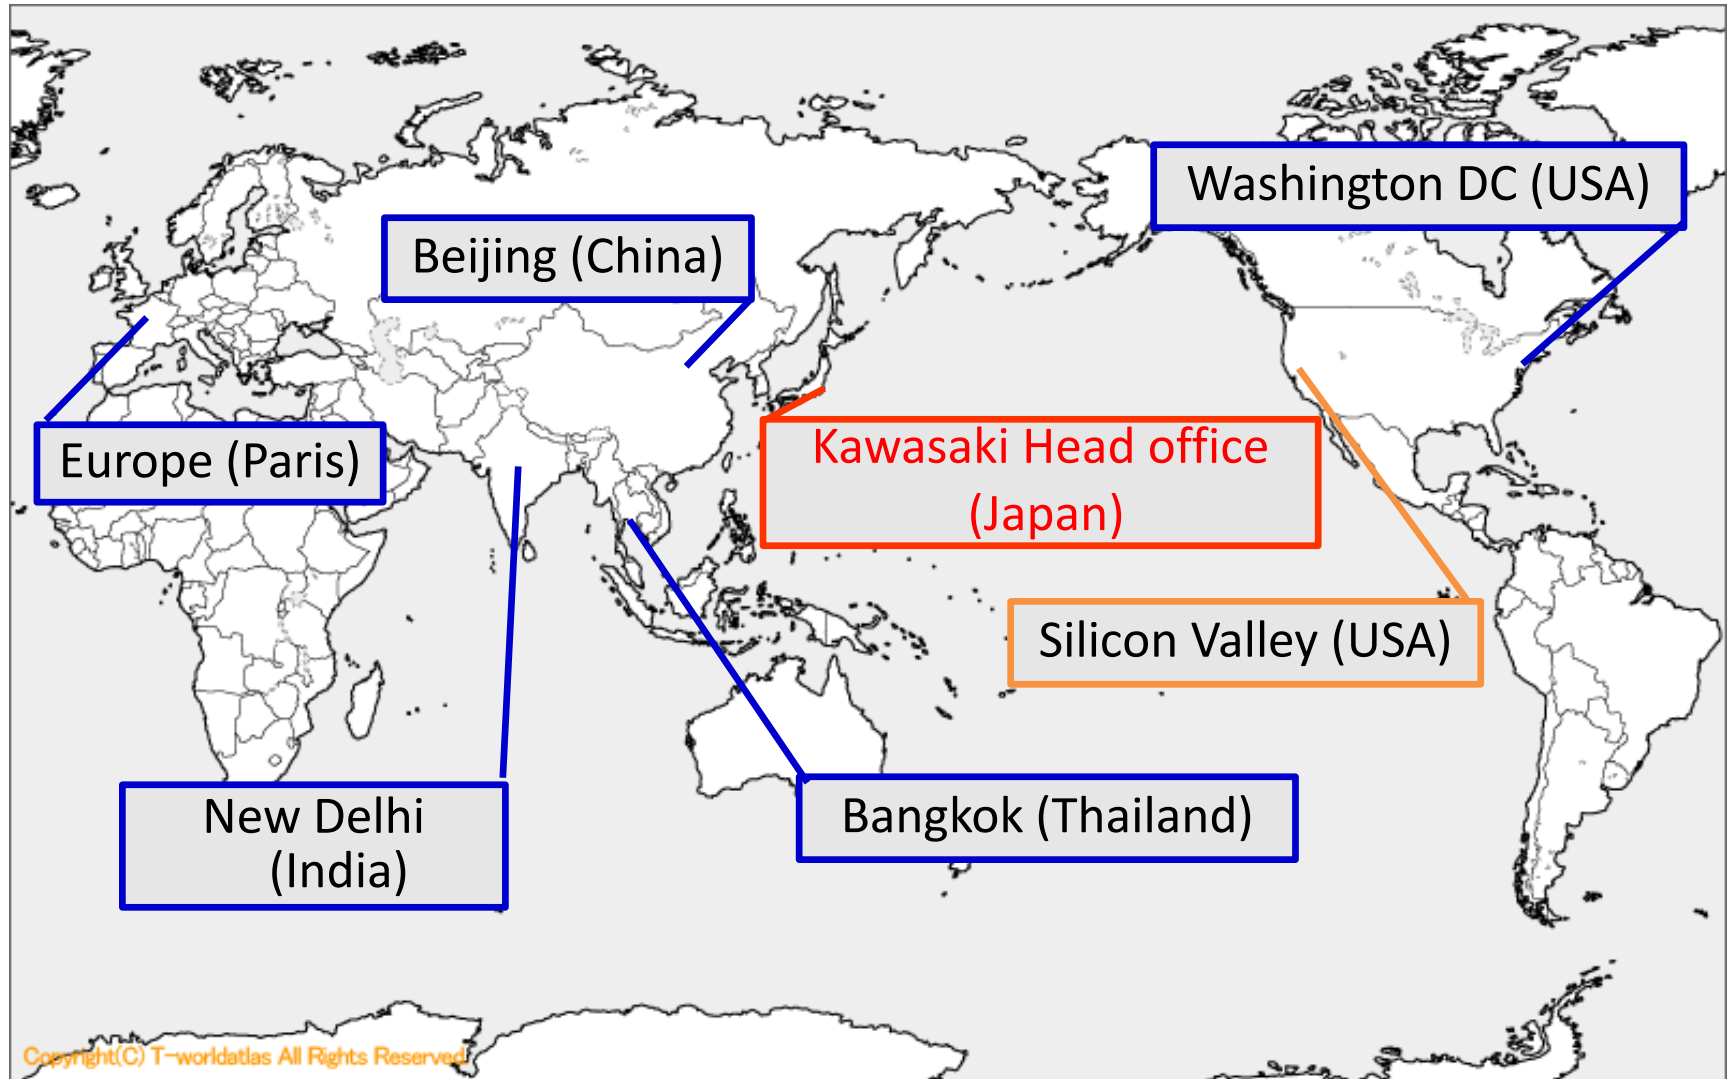 Washington DC (USA)
Beijing (China)
Europe (Paris)
Kawasaki Head office
(Japan)
Silicon Valley (USA)
New Delhi
(India)
Bangkok (Thailand)
Copyright(C) T-worldatlas All Rights Reserved